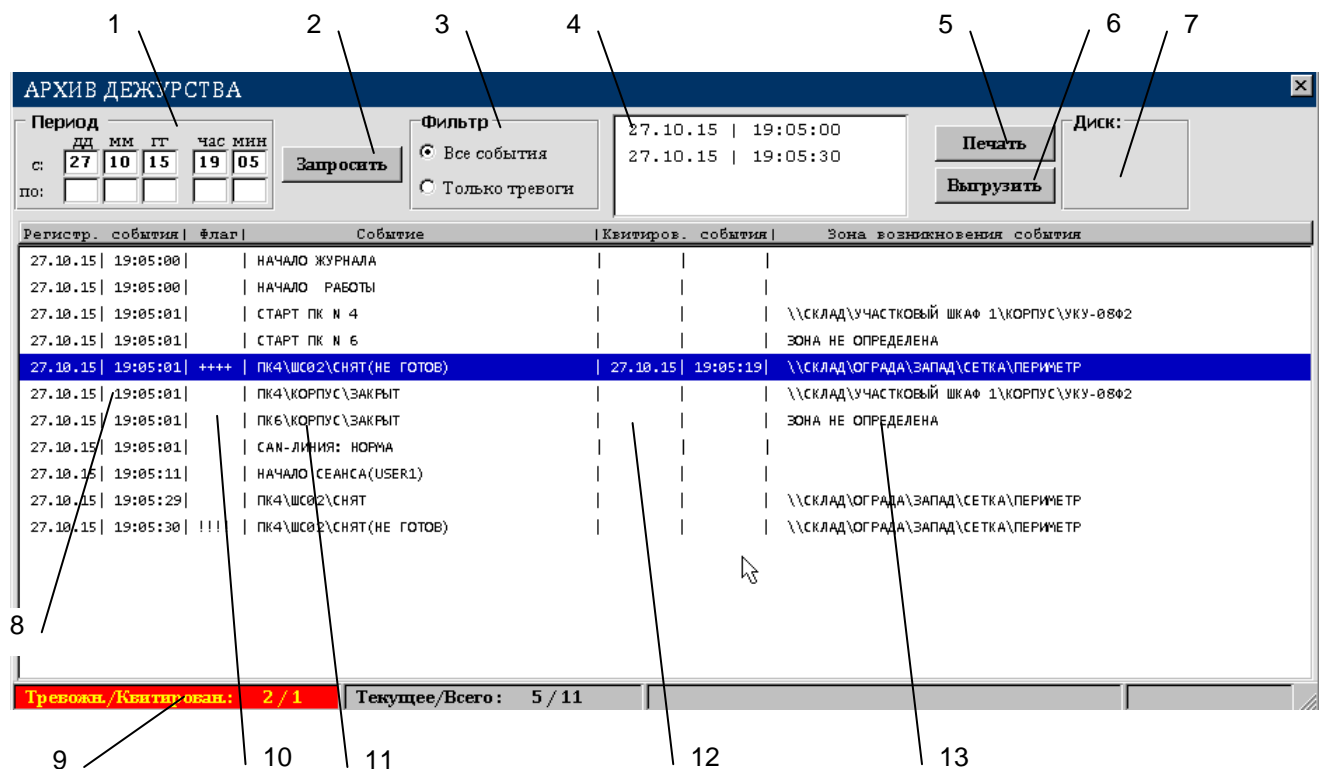 1 2 3 4 5 6 7
АРХИВ ДЕЖУРСТВА
Период
дд мм гг час мин
с: 27 10 15 19 05
по:
Запросить
Фильтр
Все события
Только тревоги
27.10.15 | 19:05:00
27.10.15 | 19:05:30
Печать
Выгрузить
Диск:
Регистр. события| Флаг| Событие |Квитиров. события| Зона возникновения события
27.10.15| 19:05:00| | НАЧАЛО ЖУРНАЛА | | |
27.10.15| 19:05:00| | НАЧАЛО РАБОТЫ | | |
27.10.15| 19:05:01| | СТАРТ ПК N 4 | | | \\СКЛАД\УЧАСТКОВЫЙ ШКАФ 1\КОРПУС\УКУ-08Ф2
27.10.15| 19:05:01| | СТАРТ ПК N 6 | | | ЗОНА НЕ ОПРЕДЕЛЕНА
27.10.15| 19:05:01| ++++ | ПК4\ШС02\СНЯТ(НЕ ГОТОВ) | 27.10.15| 19:05:19| \\СКЛАД\ОГРАДА\ЗАПАД\СЕТКА\ПЕРИМЕТР
27.10.15| 19:05:01| | ПК4\КОРПУС\ЗАКРЫТ | | | \\СКЛАД\УЧАСТКОВЫЙ ШКАФ 1\КОРПУС\УКУ-08Ф2
27.10.15| 19:05:01| | ПК6\КОРПУС\ЗАКРЫТ | | | ЗОНА НЕ ОПРЕДЕЛЕНА
27.10.15| 19:05:01| | CAN-ЛИНИЯ: НОРМА | | |
27.10.15| 19:05:11| | НАЧАЛО СЕАНСА(USER1) | | |
27.10.15| 19:05:29| | ПК4\ШС02\СНЯТ | | | \\СКЛАД\ОГРАДА\ЗАПАД\СЕТКА\ПЕРИМЕТР
27.10.15| 19:05:30| !!!! | ПК4\ШС02\СНЯТ(НЕ ГОТОВ) | | | \\СКЛАД\ОГРАДА\ЗАПАД\СЕТКА\ПЕРИМЕТР
8
Тревожн./Квитирован.: 2 / 1 Текущее/Всего : 5 / 11
9 10 11 12 13